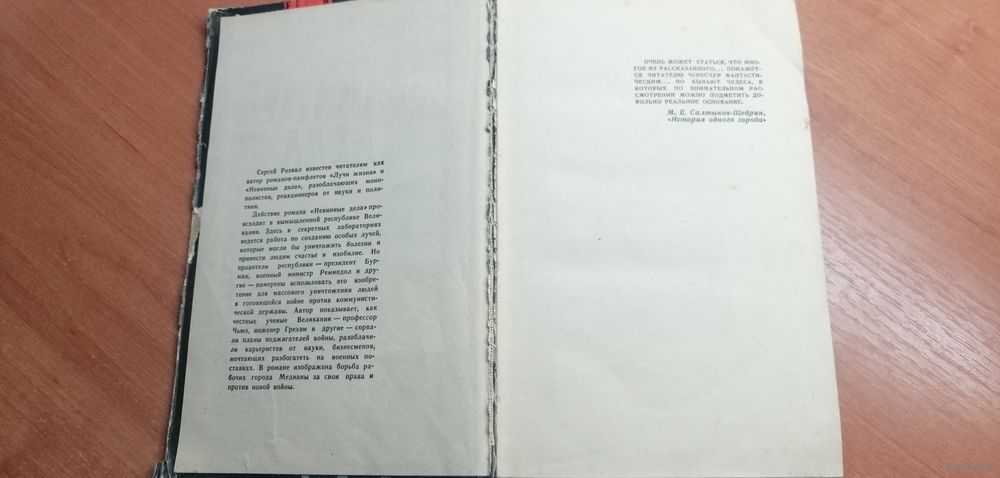 Сергей Розвал известен читателям как
автор романов-памфлетов «Лучи жизни» и
«Невинные дела», разоблачающих моно-
полистов, реакционеров от науки и поли-
тики.
Действие романа «Невинные дела» про-
исходит в вымышленной республике Вели-
кании. Здесь в секретных лабораториях
ведется работа по созданию особых лучей,
которые могли бы уничтожить болезни и
принести людям счастье и изобилие. Но
правители республики — президент Бур-
ман, военный министр Реминдол и дру-
гие — намерены использовать это изобре-
тение для массового уничтожения людей
в готовящейся войне против коммунисти-
ческой державы. Автор показывает, как
честные ученые Великании — профессор
Чьюз, инженер Грехэм и другие — сорва-
ли планы поджигателей войны, разоблачи-
ли карьеристов от науки, бизнесменов,
мечтающих разбогатеть на военных по-
ставках. В романе изображена борьба ра-
бочих города Медианы за свои права и
против новой войны.
ОЧЕНЬ МОЖЕТ СТАТЬСЯ, ЧТО МНО-
ГОЕ ИЗ РАССКАЗАННОГО... ПОКАЖЕТ-
СЯ ЧИТАТЕЛЮ ЧЕРЕСЧУР ФАНТАСТИ-
ЧЕСКИМ... НО БЫВАЮТ ЧУДЕСА, В
КОТОРЫХ ПО ВНИМАТЕЛЬНОМ РАС-
СМОТРЕНИИ МОЖНО ПОДМЕТИТЬ ДО-
ВОЛЬНО РЕАЛЬНОЕ ОСНОВАНИЕ.
М. Е. Салтыков-Щедрин,
«История одного города»